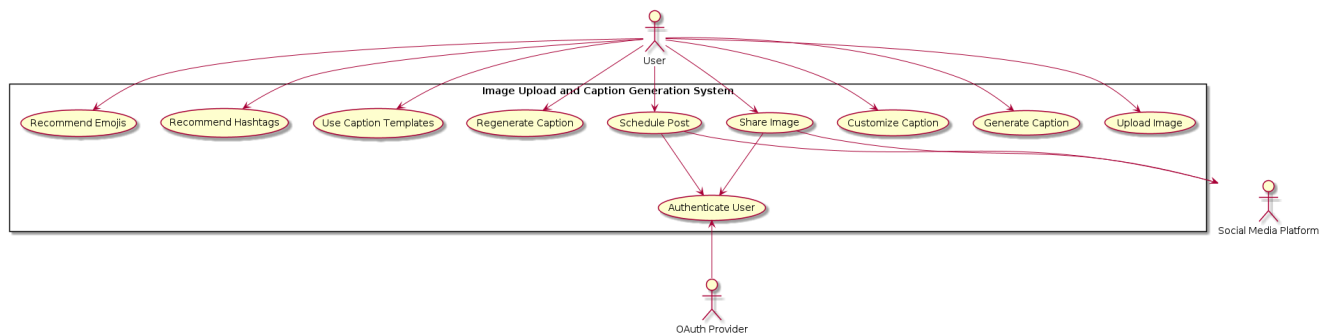 User
Image Upload and Caption Generation System
Recommend Emojis
Recommend Hashtags
Use Caption Templates
Regenerate Caption
Schedule Post
Share Image
Customize Caption
Generate Caption
Upload Image
Authenticate User
Social Media Platform
OAuth Provider